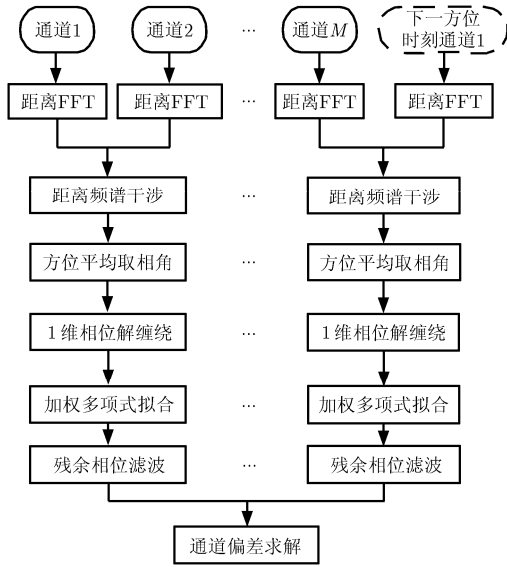 通道1
通道2
···
通道M
下一方位
时刻通道1
距离FFT
距离FFT
···
距离FFT
距离FFT
距离频谱干涉
···
距离频谱干涉
方位平均取相角
···
方位平均取相角
1维相位解缠绕
···
1维相位解缠绕
加权多项式拟合
···
加权多项式拟合
残余相位滤波
···
残余相位滤波
通道偏差求解